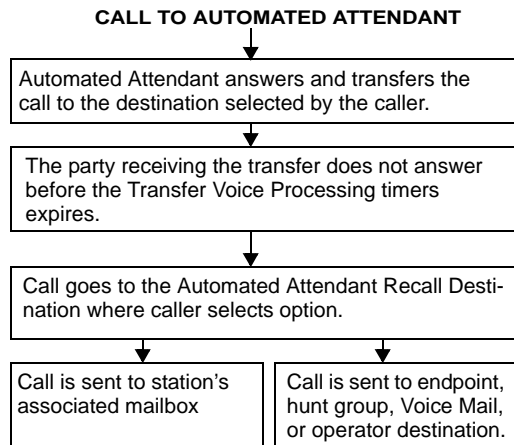 CALL TO AUTOMATED ATTENDANT
Automated Attendant answers and transfers the
call to the destination selected by the caller.
The party receiving the transfer does not answer
before the Transfer Voice Processing timers
expires.
Call goes to the Automated Attendant Recall Desti-
nation where caller selects option.
Call is sent to station's
associated mailbox
Call is sent to endpoint,
hunt group, Voice Mail,
or operator destination.